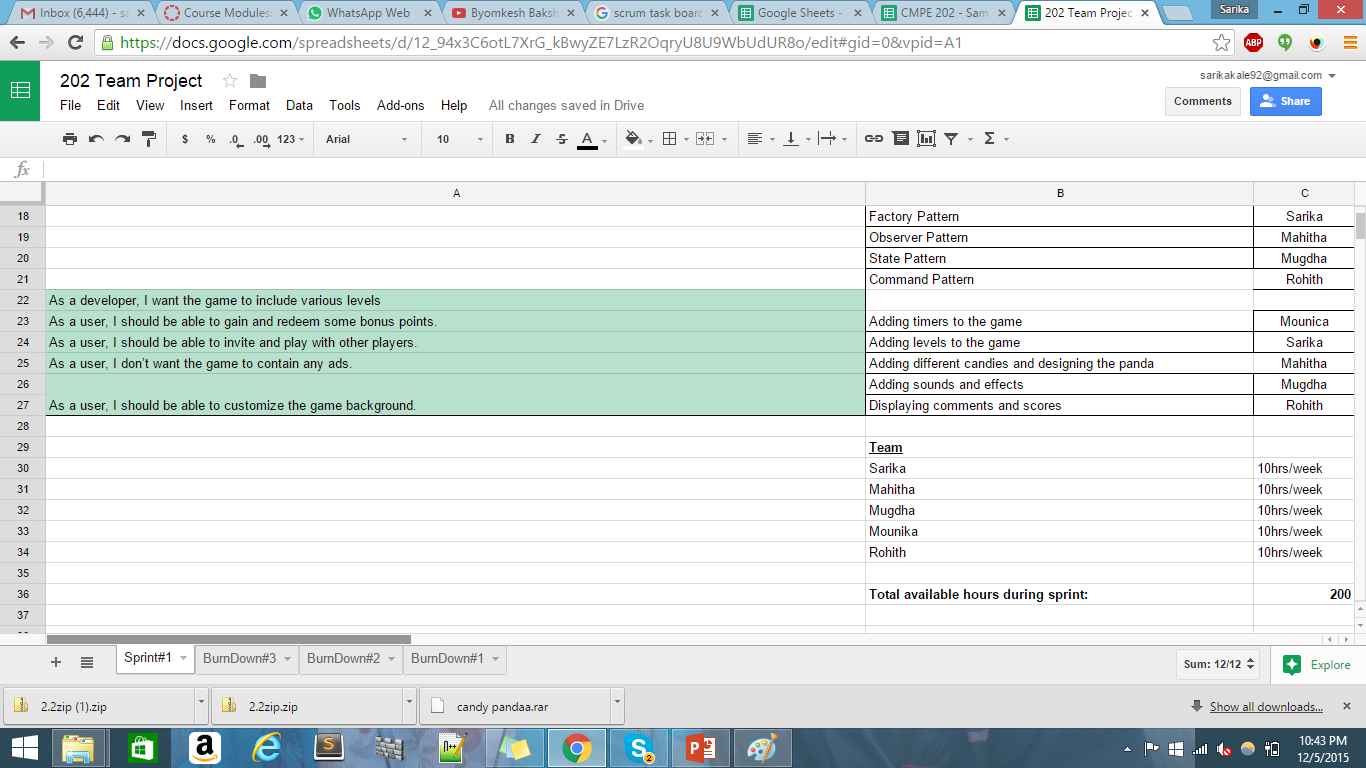 Inbox (6,444) - sa
Course Modules:
WhatsApp Web
Byomkesh Baksh
scrum task board
Google Sheets -
CMPE 202 - Sam
202 Team Projec
Sarika
https://docs.google.com/spreadsheets/d/12_94x3C6otL7XrG_kBwyZE7LzR2OqryU8U9WbUdUR8o/edit#gid=0&vpid=A1
ABP
202 Team Project
sarikakale92@gmail.com
File Edit View Insert Format Data Tools Add-ons Help All changes saved in Drive
Comments Share
$ % .0 .00 123 Arial 10 B I S A Σ
fx
A B C
18 Factory Pattern Sarika
19 Observer Pattern Mahitha
20 State Pattern Mugdha
21 Command Pattern Rohith
22 As a developer, I want the game to include various levels
23 As a user, I should be able to gain and redeem some bonus points. Adding timers to the game Mounica
24 As a user, I should be able to invite and play with other players. Adding levels to the game Sarika
25 As a user, I don't want the game to contain any ads. Adding different candies and designing the panda Mahitha
26 Adding sounds and effects Mugdha
27 As a user, I should be able to customize the game background. Displaying comments and scores Rohith
28
29 Team
30 Sarika 10hrs/week
31 Mahitha 10hrs/week
32 Mugdha 10hrs/week
33 Mounika 10hrs/week
34 Rohith 10hrs/week
35
36 Total available hours during sprint: 200
37
Sprint#1 BurnDown#3 BurnDown#2 BurnDown#1 Sum: 12/12 Explore
2.2zip (1).zip 2.2zip.zip candy pandaa.rar Show all downloads...
10:43 PM
12/5/2015